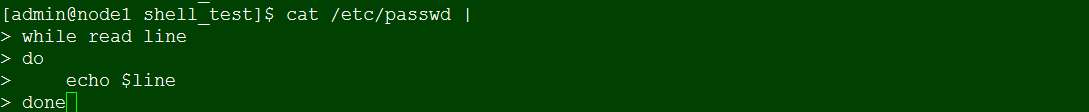 [admin@node1 shell_test]$ cat /etc/passwd |
> while read line
> do
>     echo $line
> done